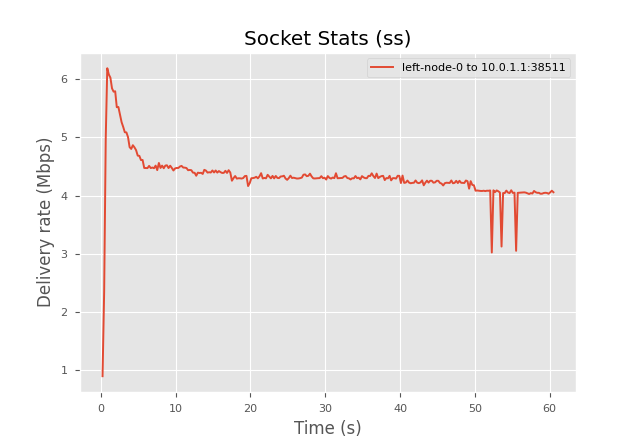 Socket Stats (ss)
left-node-0 to 10.0.1.1:38511
Delivery rate (Mbps)
6
5
4
3
2
1
0 10 20 30 40 50 60
Time (s)